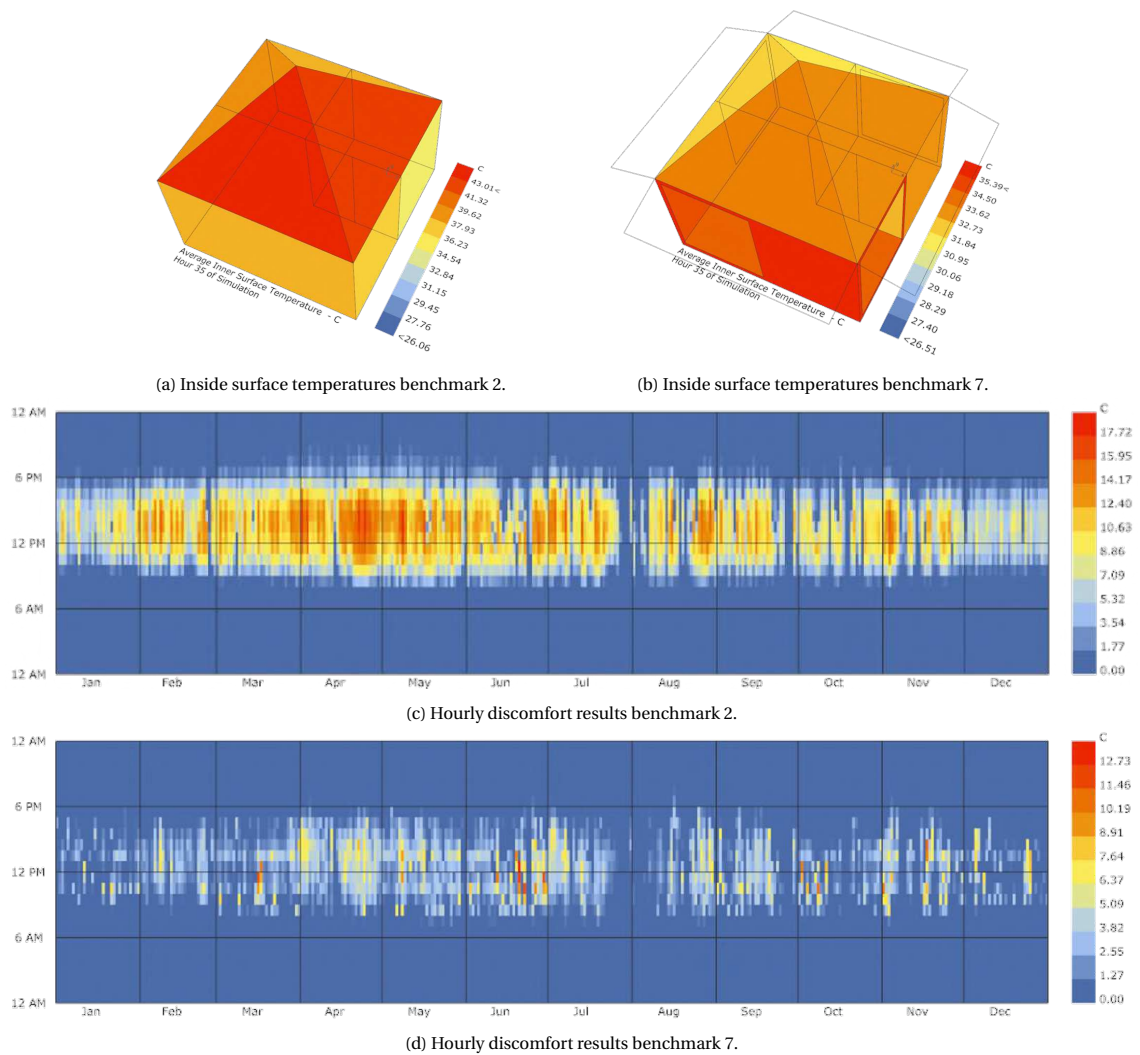 C
43.01<
41.32
39.62
37.93
36.23
34.54
32.84
31.15
29.45
27.76
<26.06
Average Inner Surface Temperature - C
Hour 35 of Simulation
C
35.39<
34.50
33.62
32.73
31.84
30.95
30.06
29.18
28.29
27.40
<26.51
Average Inner Surface Temperature - C
Hour 35 of Simulation
(a) Inside surface temperatures benchmark 2.
(b) Inside surface temperatures benchmark 7.
12 AM
6 PM
12 PM
6 AM
12 AM
Jan Feb Mar Apr May Jun Jul Aug Sep Oct Nov Dec
C
17.72
15.95
14.17
12.40
10.63
8.86
7.09
5.32
3.54
1.77
0.00
(c) Hourly discomfort results benchmark 2.
12 AM
6 PM
12 PM
6 AM
12 AM
Jan Feb Mar Apr May Jun Jul Aug Sep Oct Nov Dec
C
12.73
11.46
10.19
8.91
7.64
6.37
5.09
3.82
2.55
1.27
0.00
(d) Hourly discomfort results benchmark 7.